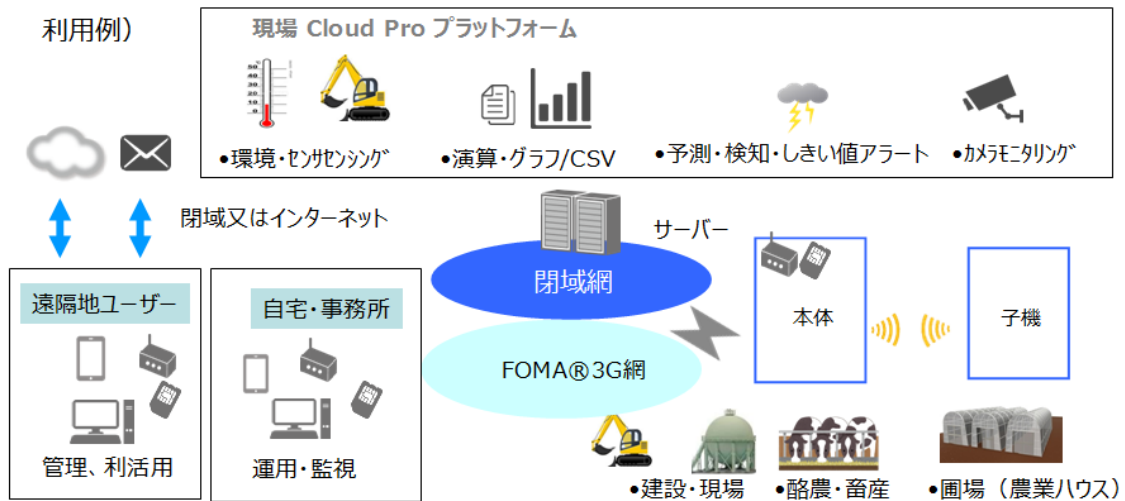 利用例）
現場 Cloud Pro プラットフォーム
50
40
30
20
10
0
•環境・ｾﾝｻｾﾝｼﾝｸﾞ
•演算・グラフ/CSV
•予測・検知・しきい値アラート
•ｶﾒﾗﾓﾆﾀﾘﾝｸﾞ
閉域又はインターネット
サーバー
遠隔地ユーザー
管理、利活用
自宅・事務所
運用・監視
閉域網
FOMA®3G網
本体
子機
•建設・現場
•酪農・畜産
•圃場（農業ハウス）